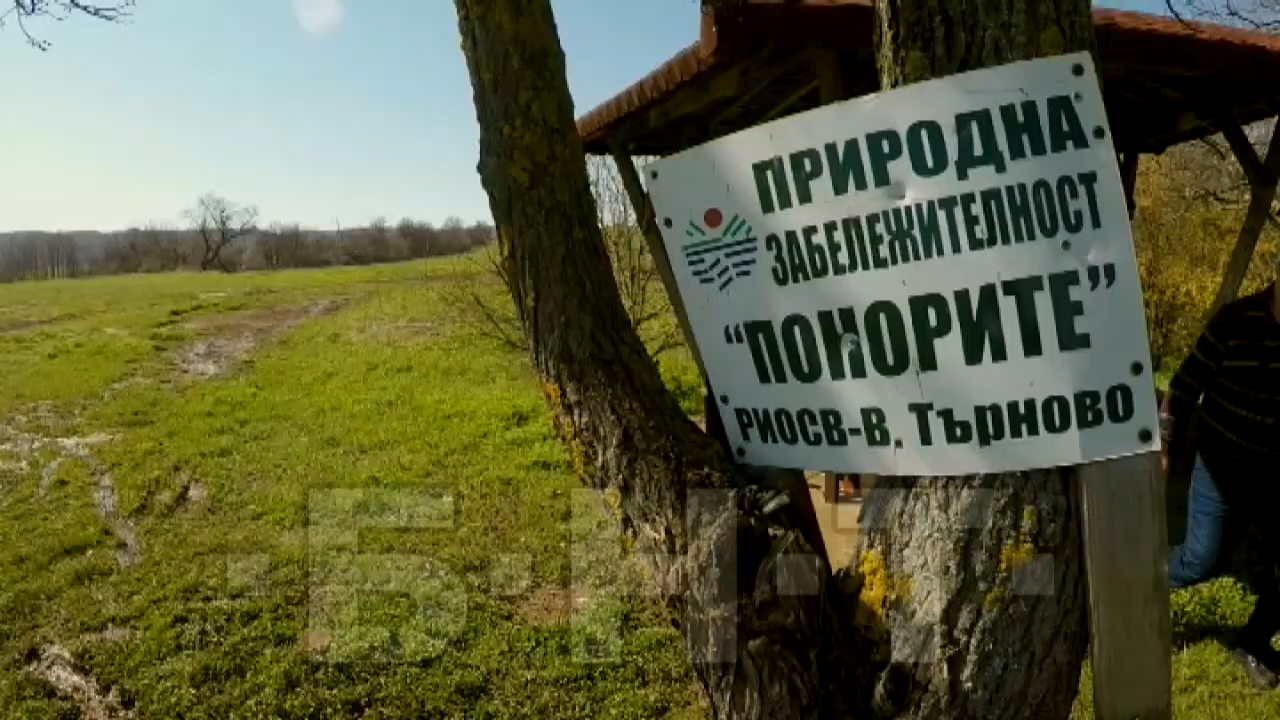 ПРИРОДНА
ЗАБЕЛЕЖИТЕЛНОСТ
“ПОНОРИТЕ”
РИОСВ-В. Търново
·Б·Н·Т·